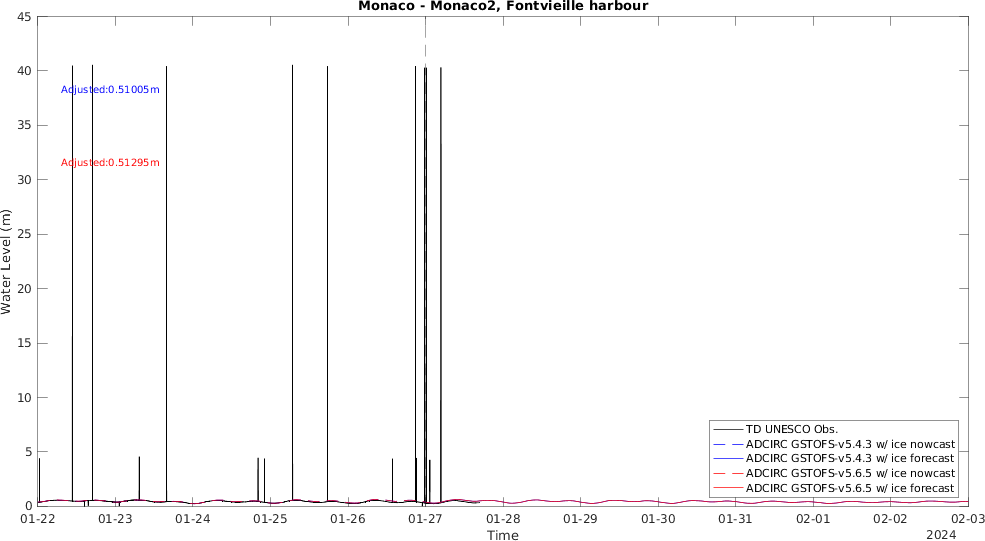 Monaco - Monaco2, Fontvieille harbour
45
40
35
30
25
20
15
10
5
0
Water Level (m)
Adjusted:0.51005m
Adjusted:0.51295m
TD UNESCO Obs.
ADCIRC GSTOFS-v5.4.3 w/ ice nowcast
ADCIRC GSTOFS-v5.4.3 w/ ice forecast
ADCIRC GSTOFS-v5.6.5 w/ ice nowcast
ADCIRC GSTOFS-v5.6.5 w/ ice forecast
01-22 01-23 01-24 01-25 01-26 01-27 01-28 01-29 01-30 01-31 02-01 02-02 02-03
Time
2024